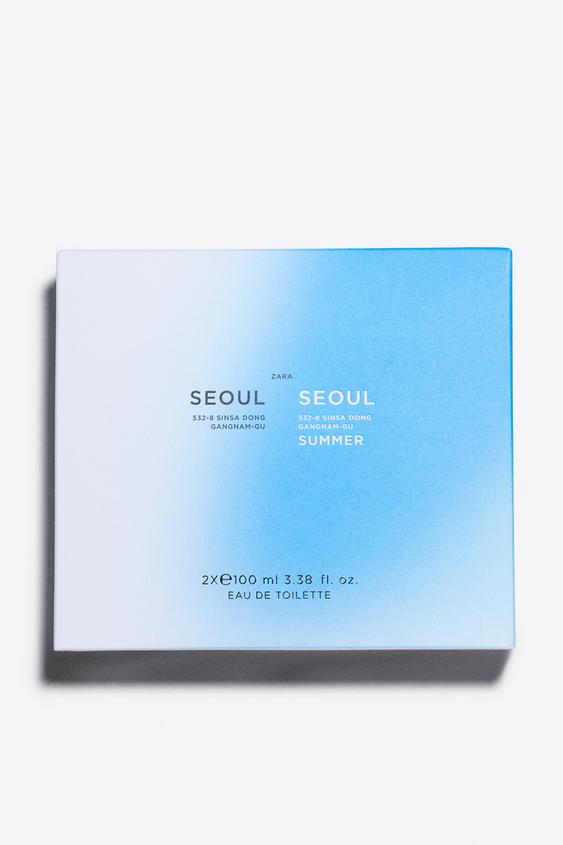 ZARA
SEOUL
532-8 SINSA DONG
GANGNAM-GU
SEOUL
532-8 SINSA DONG
GANGNAM-GU
SUMMER
2X℮100 ml 3.38 fl. oz.
EAU DE TOILETTE